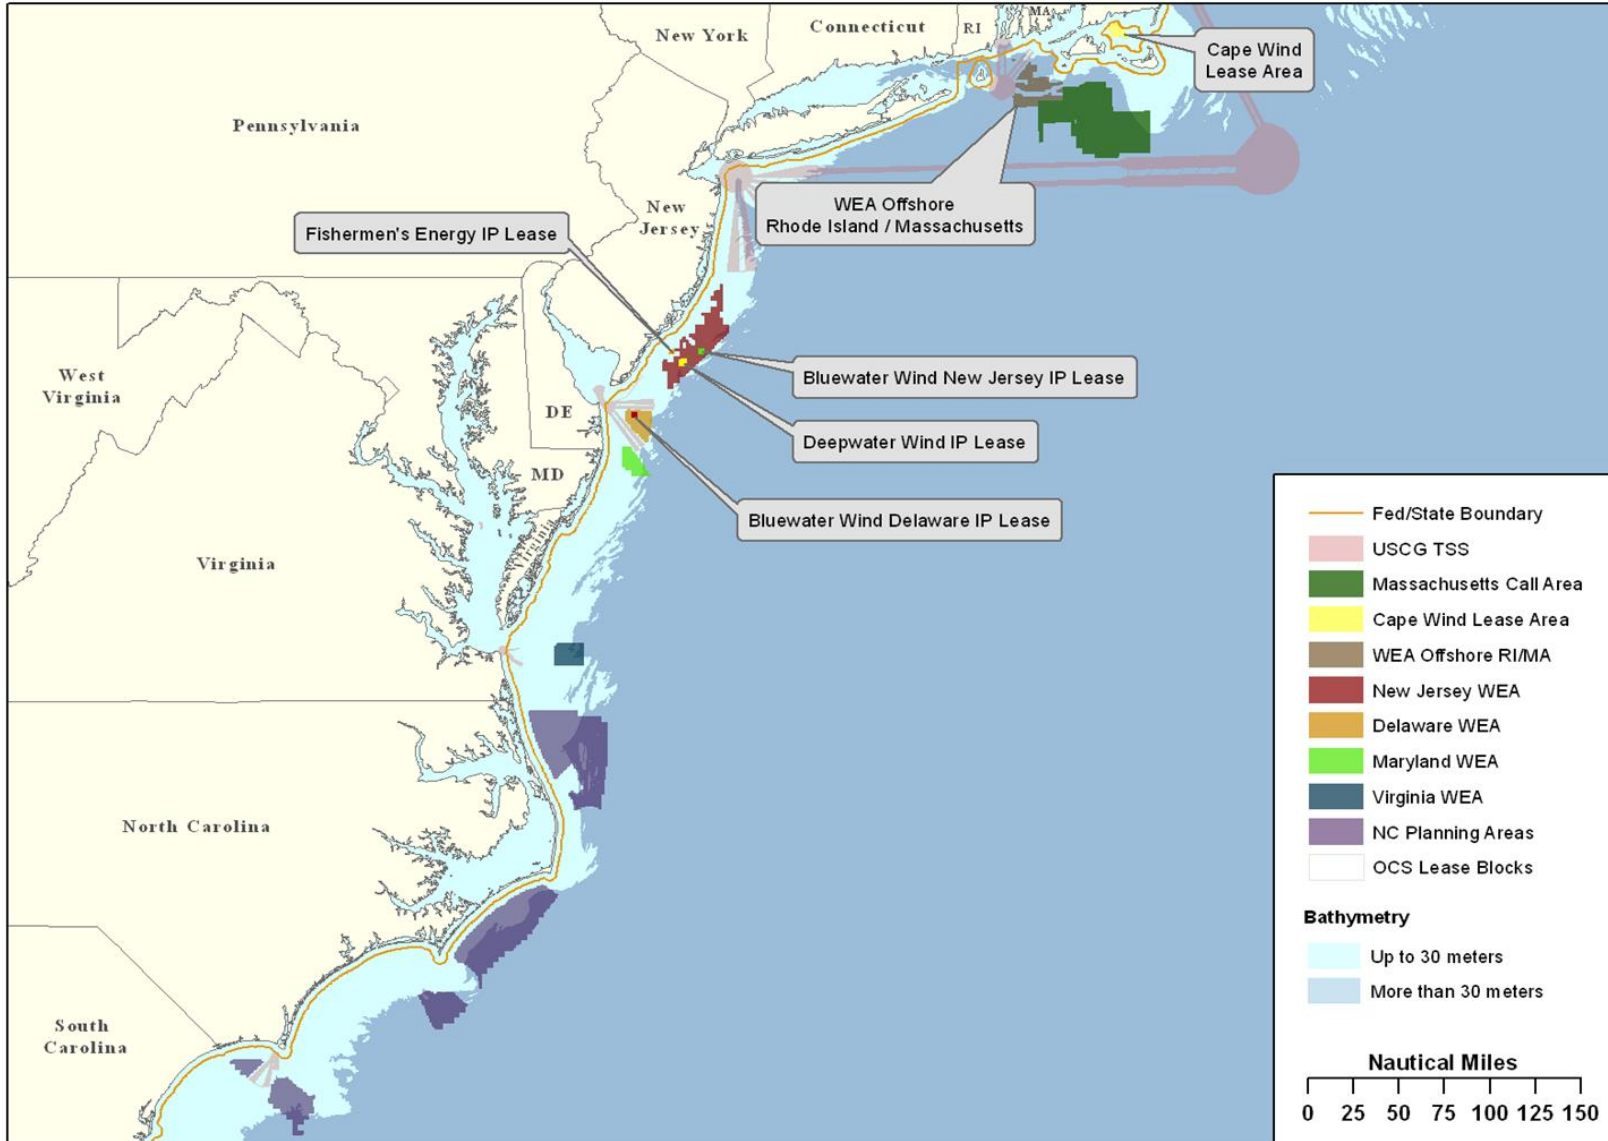 New York
Connecticut
RI
MA
Cape Wind
Lease Area
Pennsylvania
WEA Offshore
Rhode Island / Massachusetts
New
Jersey
Fishermen's Energy IP Lease
West
Virginia
Bluewater Wind New Jersey IP Lease
DE
Deepwater Wind IP Lease
MD
Bluewater Wind Delaware IP Lease
Virginia
Virginia
North Carolina
South
Carolina
Fed/State Boundary
USCG TSS
Massachusetts Call Area
Cape Wind Lease Area
WEA Offshore RI/MA
New Jersey WEA
Delaware WEA
Maryland WEA
Virginia WEA
NC Planning Areas
OCS Lease Blocks
Bathymetry
Up to 30 meters
More than 30 meters
Nautical Miles
0 25 50 75 100 125 150